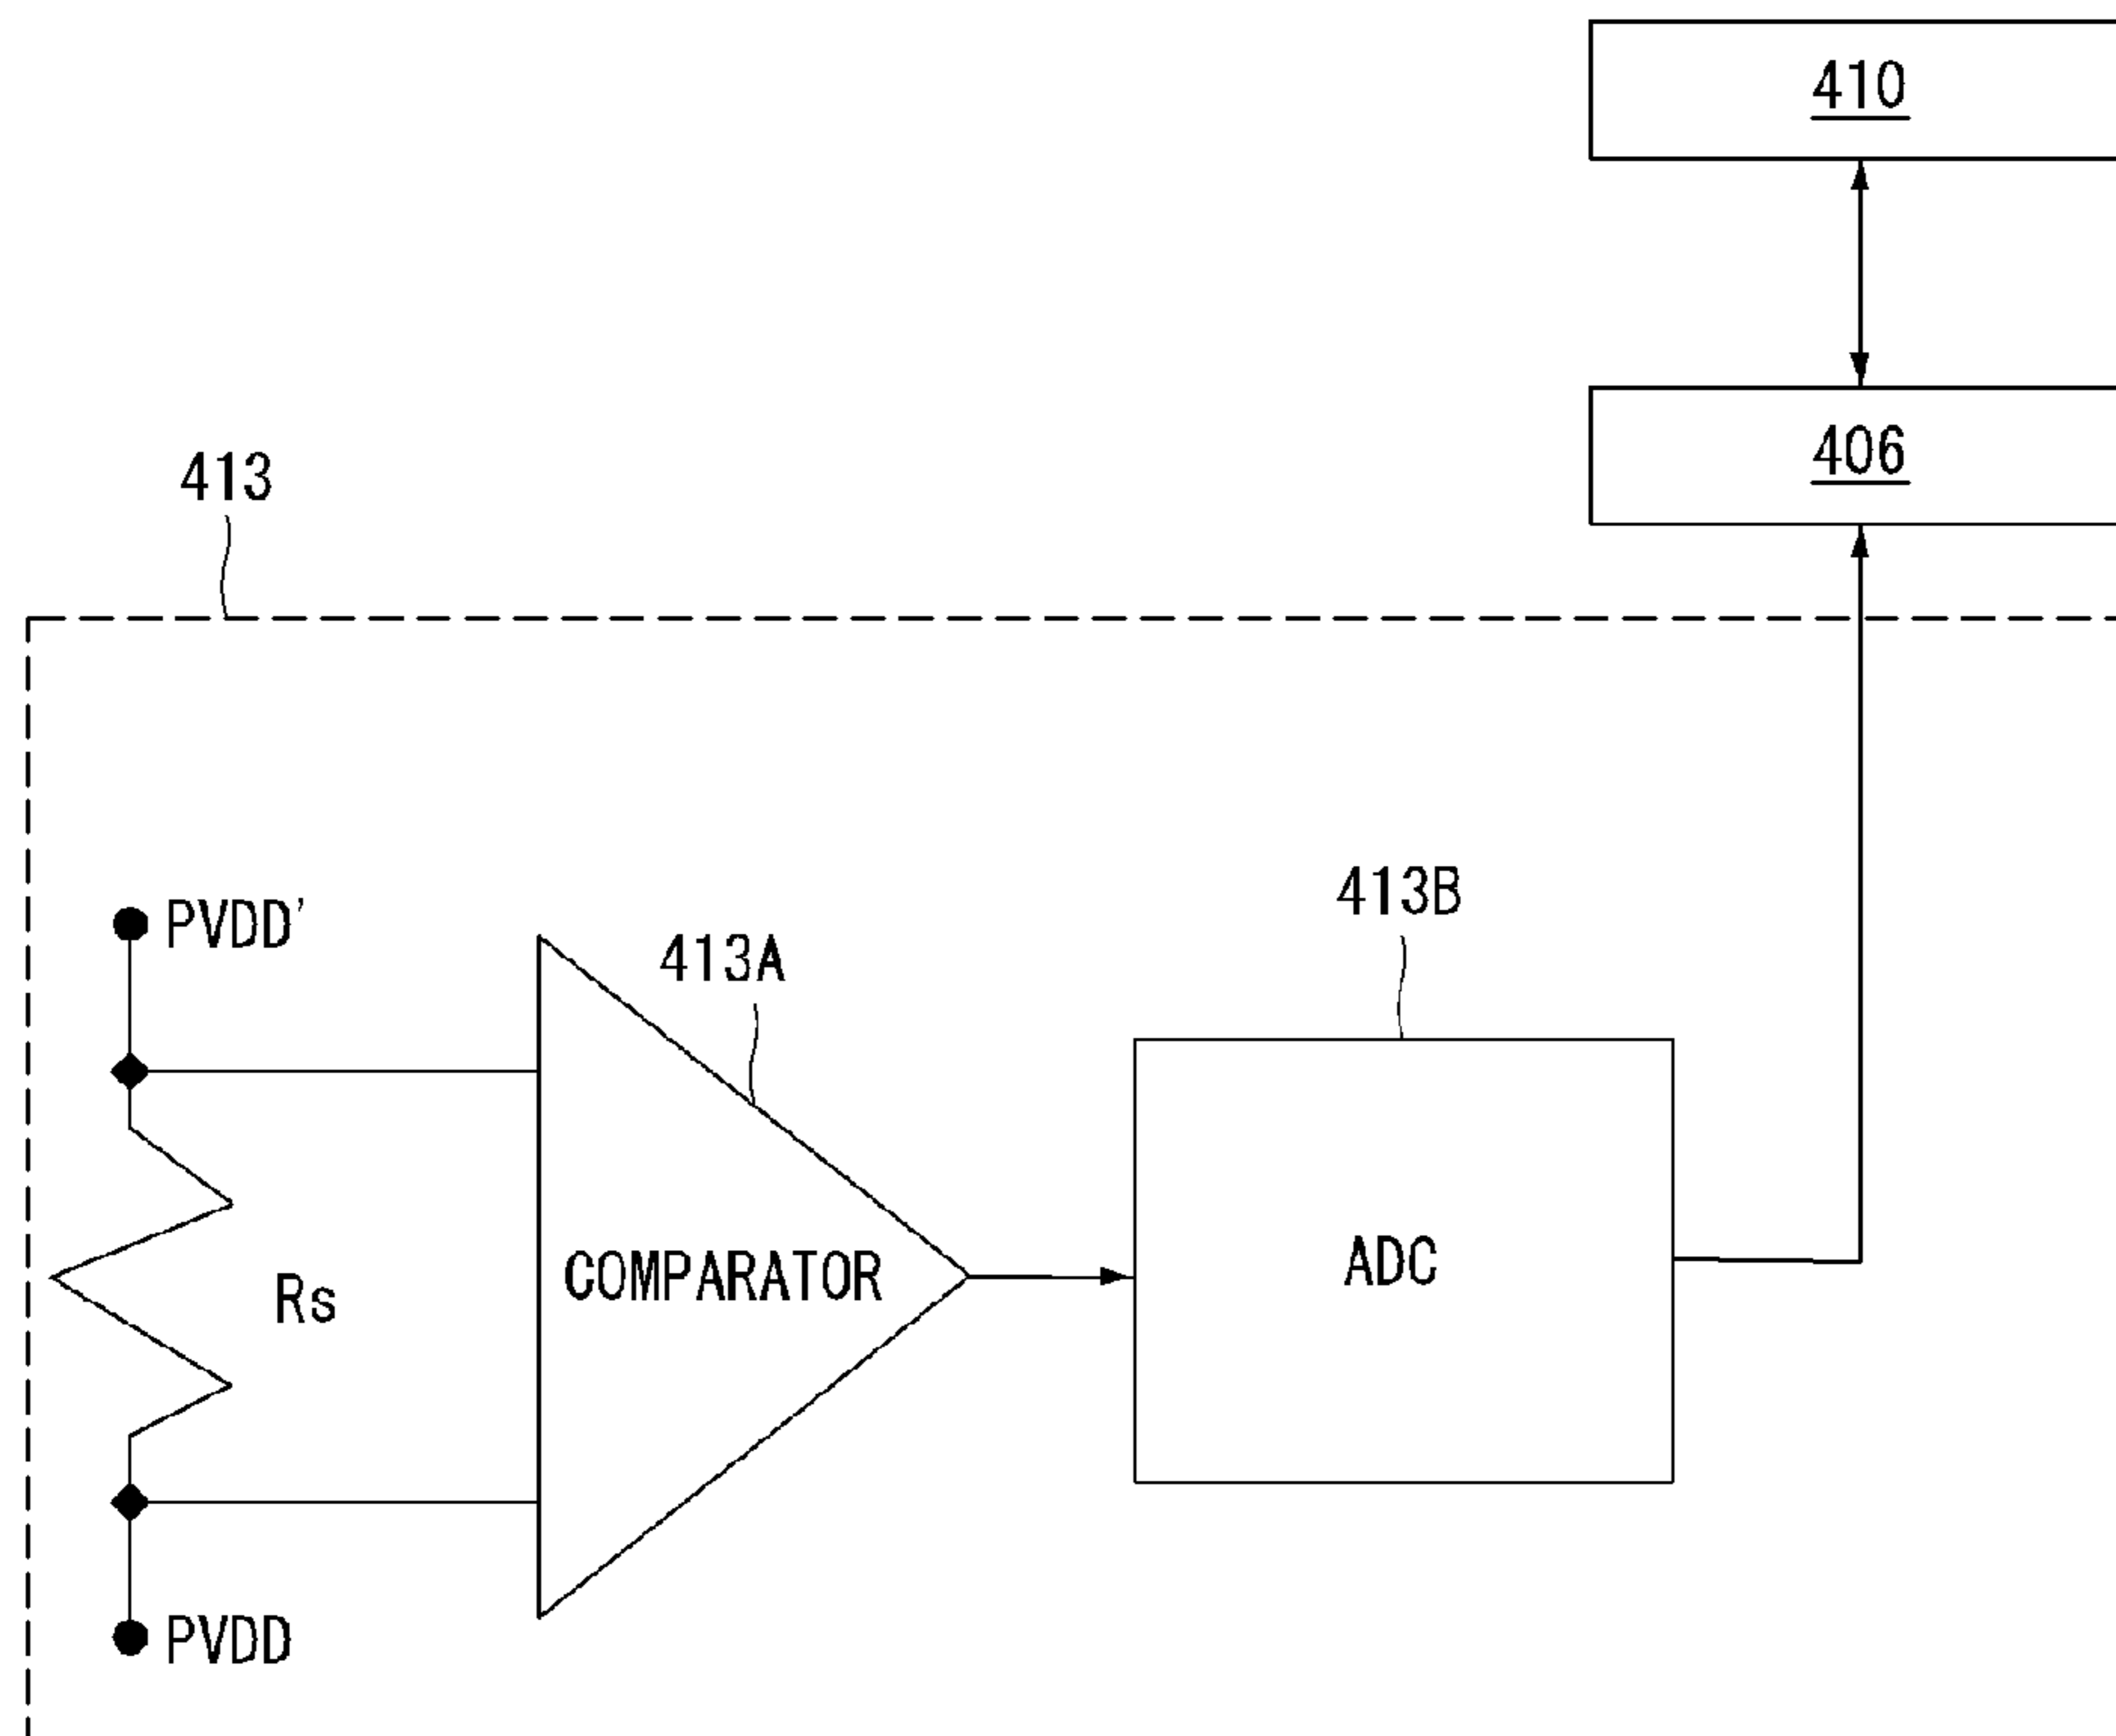 410
406
413
413B
PVDD'
413A
ADC
COMPARATOR
Rs
PVDD